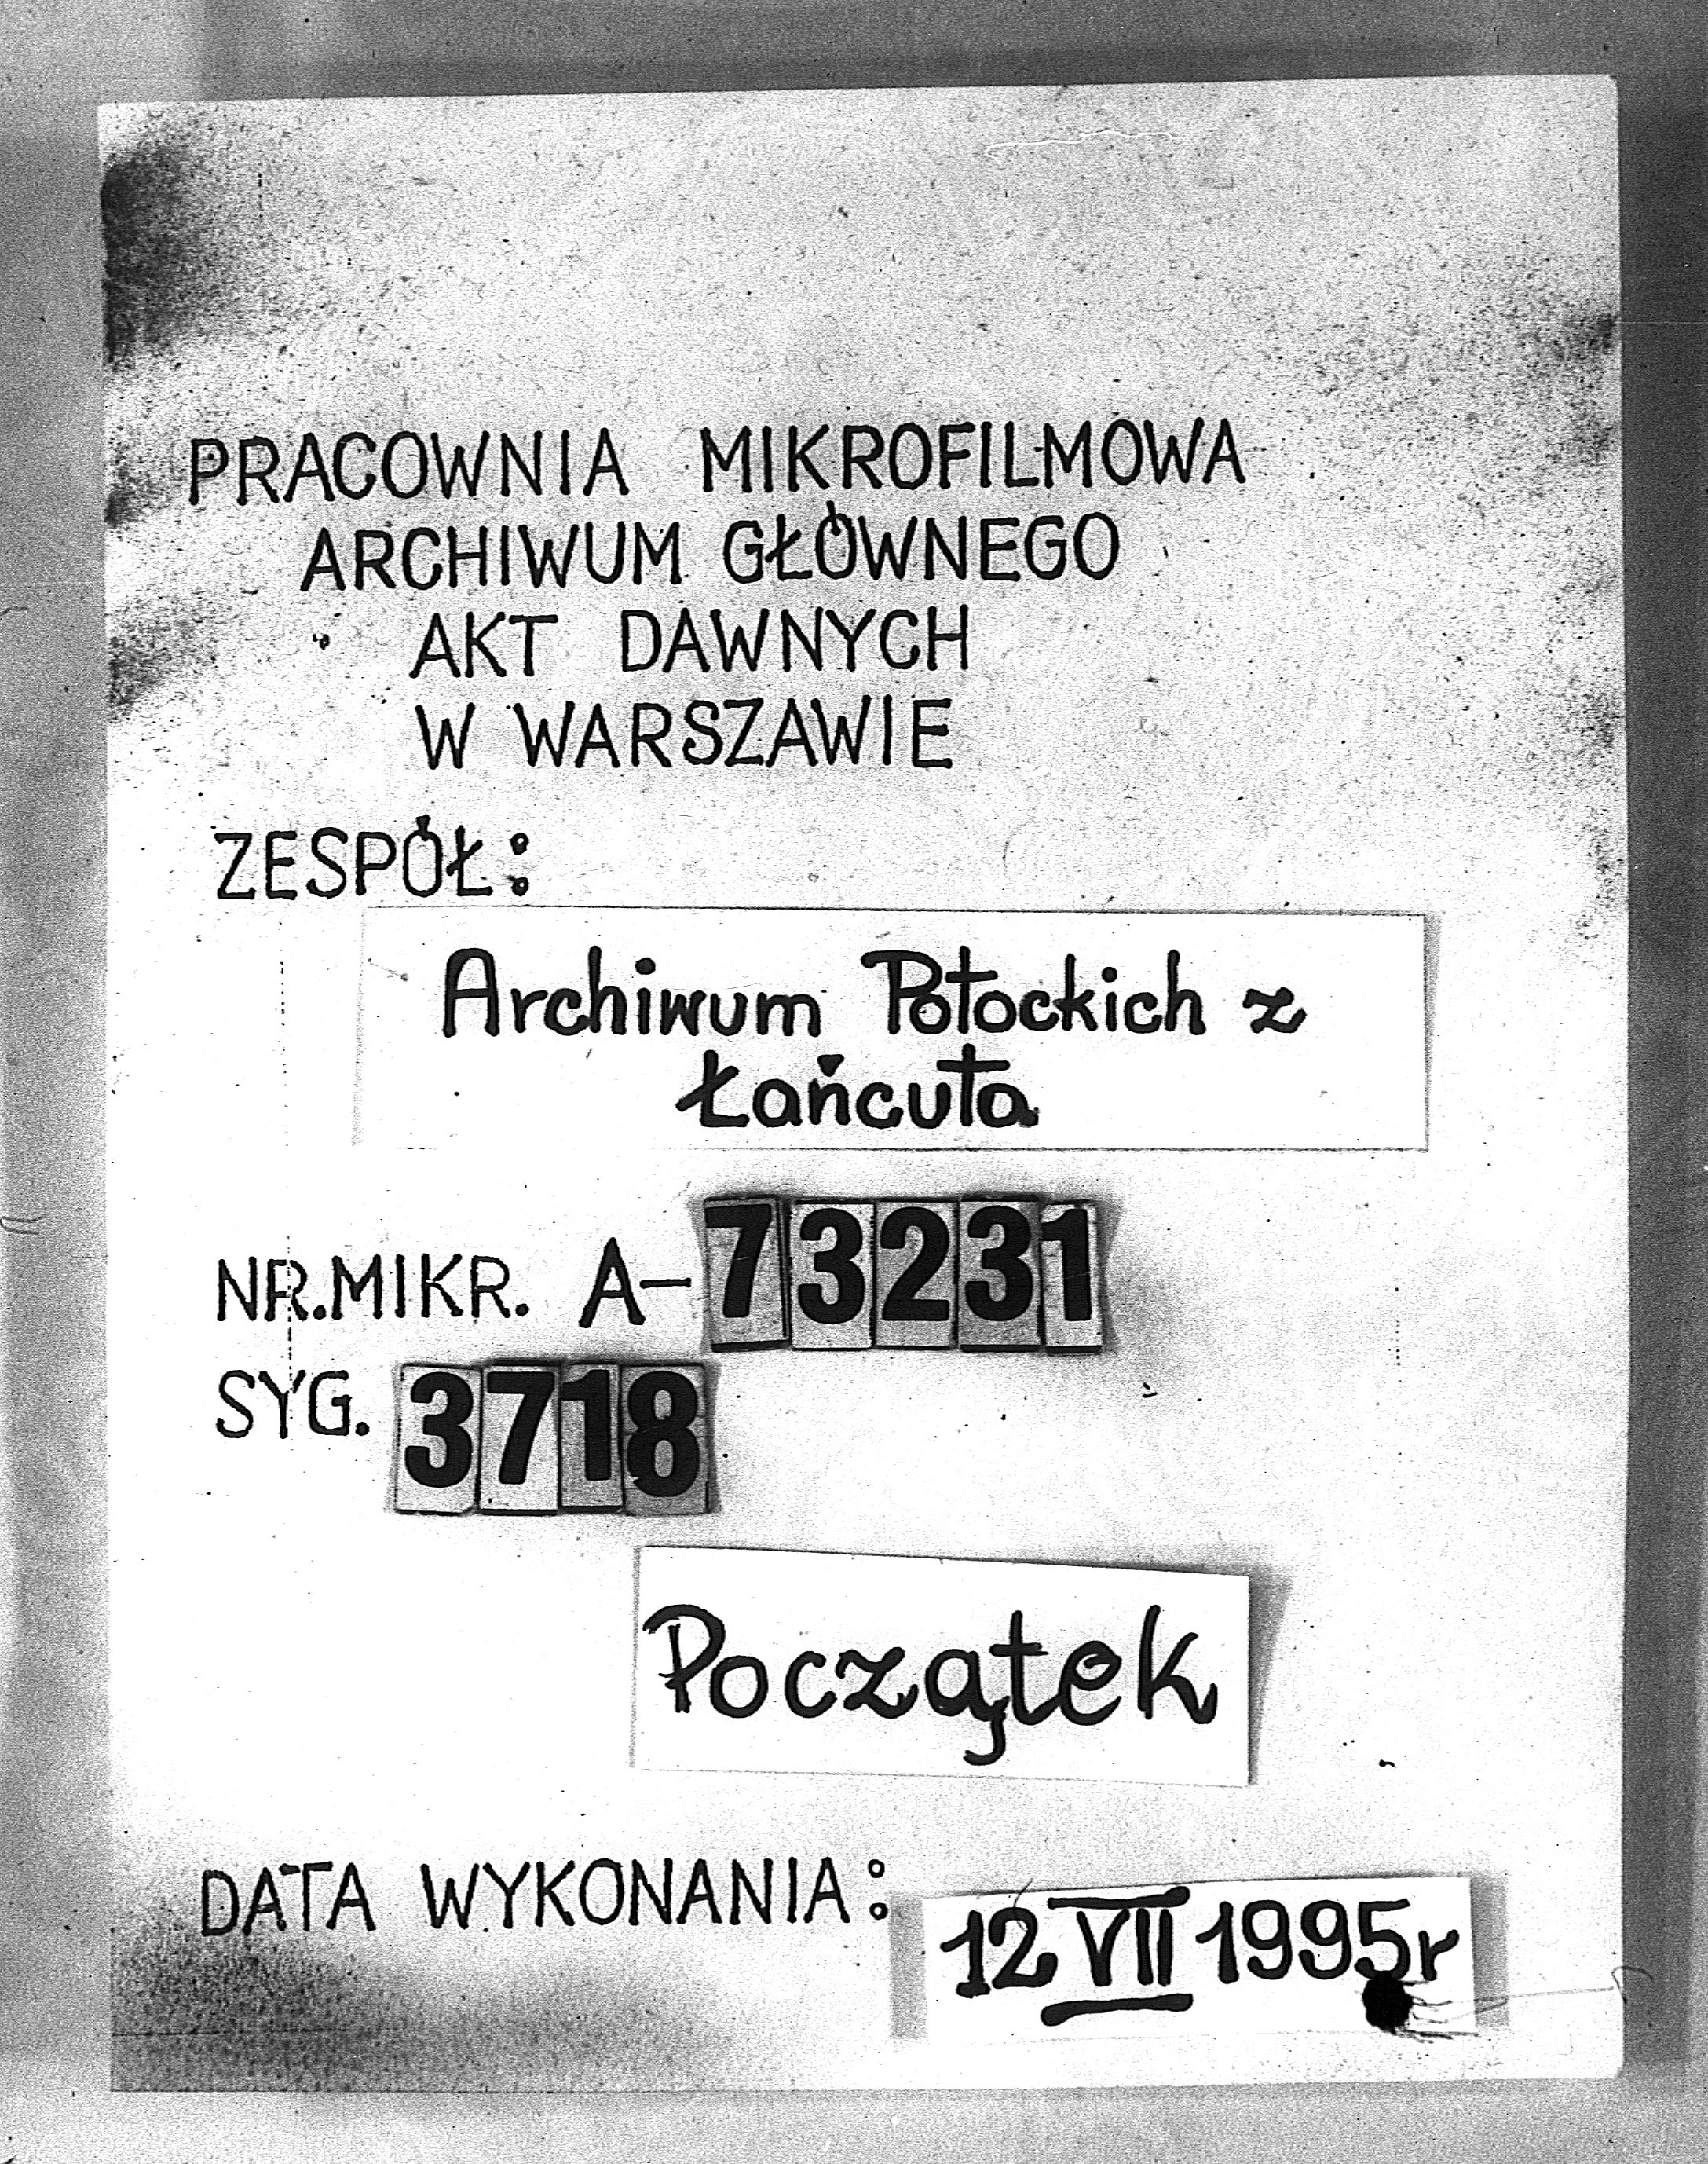 PRACOWNIA MIKROFILMOWA
ARCHIWUM GŁÓWNEGO
AKT DAWNYCH
W WARSZAWIE
ZESPÓŁ:
Archiwum Potockich z
Łańcuta
NR.MIKR. A-73231
SYG. 3718
Początek
DATA WYKONANIA: 12 VII 1995r